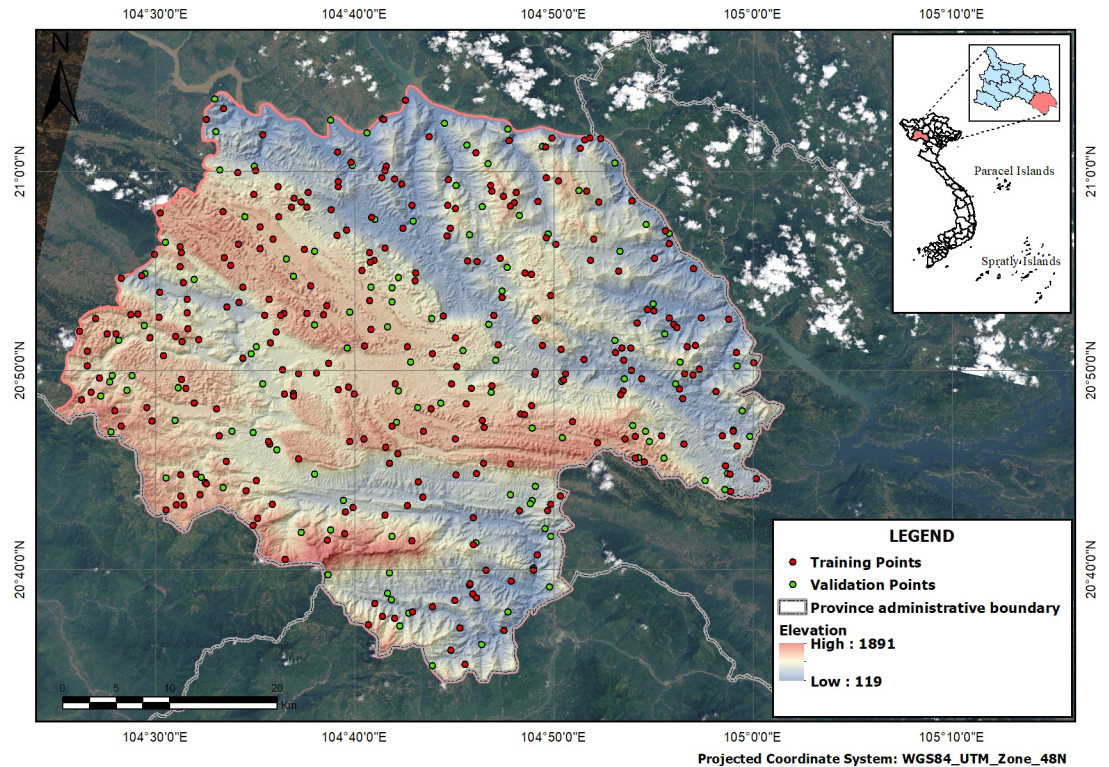 104°30'0"E 104°40'0"E 104°50'0"E 105°0'0"E 105°10'0"E
N
21°0'0"N
21°0'0"N
Paracel Islands
Spratly Islands
20°50'0"N
20°50'0"N
LEGEND
Training Points
Validation Points
Province administrative boundary
Elevation
High : 1891
Low : 119
20°40'0"N
20°40'0"N
0 5 10 20
Km
104°30'0"E 104°40'0"E 104°50'0"E 105°0'0"E 105°10'0"E
Projected Coordinate System: WGS84_UTM_Zone_48N